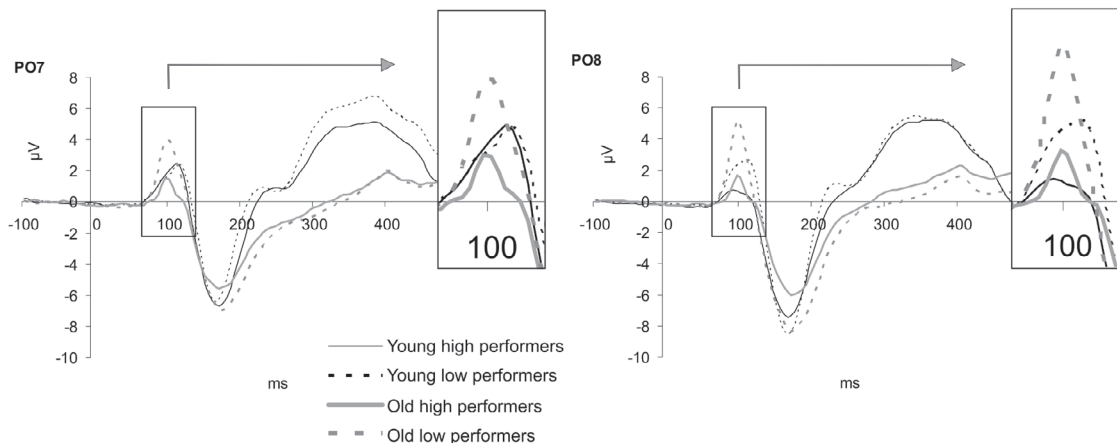 PO7
µV
8
6
4
2
0
-2
-4
-6
-8
-10
-100 0 100 200 300 400
100
ms
PO8
µV
8
6
4
2
0
-2
-4
-6
-8
-10
-100 0 100 200 300 400
100
ms
Young high performers
Young low performers
Old high performers
Old low performers